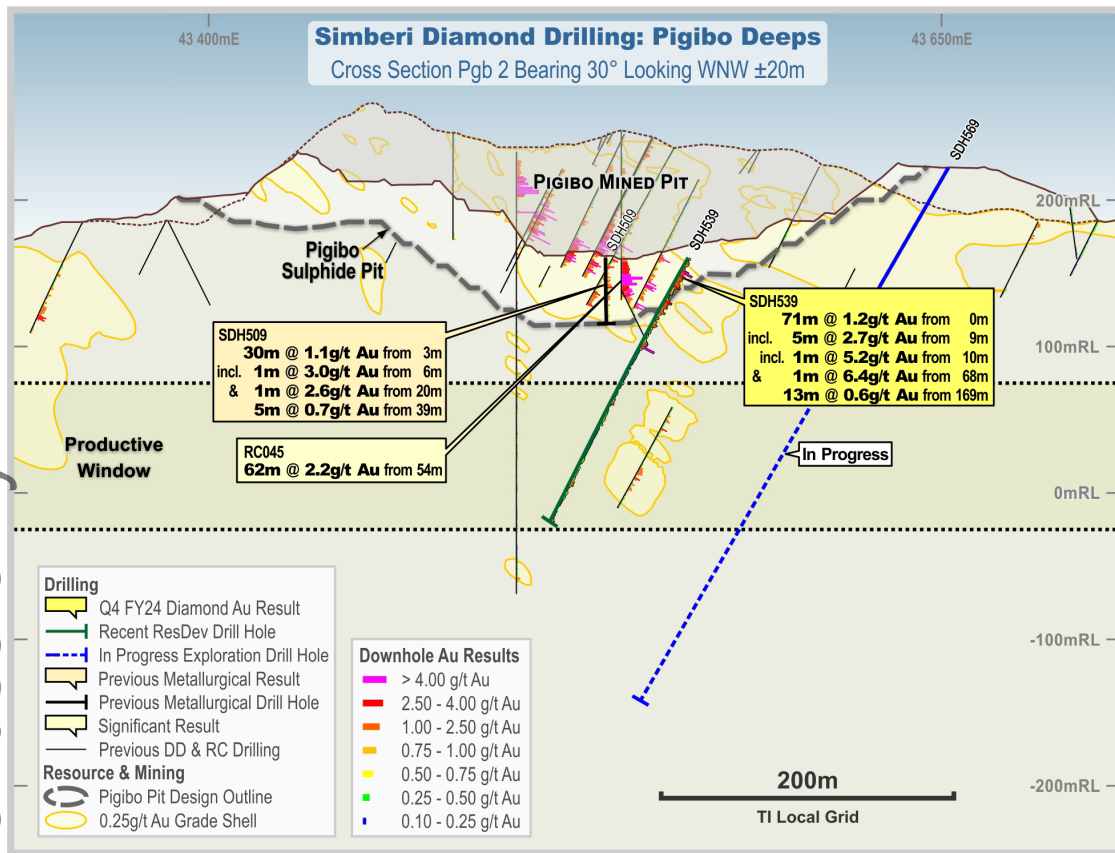 Simberi Diamond Drilling: Pigibo Deeps
Cross Section Pgb 2 Bearing 30° Looking WNW ±20m
43 400mE
43 650mE
SDH569
PIGIBO MINED PIT
SDH509
SDH539
200mRL
Pigibo
Sulphide Pit
SDH509
30m @ 1.1g/t Au from 3m
incl. 1m @ 3.0g/t Au from 6m
& 1m @ 2.6g/t Au from 20m
5m @ 0.7g/t Au from 39m
SDH539
71m @ 1.2g/t Au 0m
incl. 5m @ 2.7g/t Au from 9m
incl. 1m @ 5.2g/t Au from 10m
& 1m @ 6.4g/t Au from 68m
13m @ 0.6g/t Au from 169m
100mRL
RC045
62m @ 2.2g/t Au from 54m
Productive
Window
In Progress
0mRL
-100mRL
-200mRL
Drilling
Q4 FY24 Diamond Au Result
Recent ResDev Drill Hole
In Progress Exploration Drill Hole
Previous Metallurgical Result
Previous Metallurgical Drill Hole
Significant Result
Previous DD & RC Drilling
Resource & Mining
Pigibo Pit Design Outline
0.25g/t Au Grade Shell
Downhole Au Results
> 4.00 g/t Au
2.50 - 4.00 g/t Au
1.00 - 2.50 g/t Au
0.75 - 1.00 g/t Au
0.50 - 0.75 g/t Au
0.25 - 0.50 g/t Au
0.10 - 0.25 g/t Au
200m
TI Local Grid